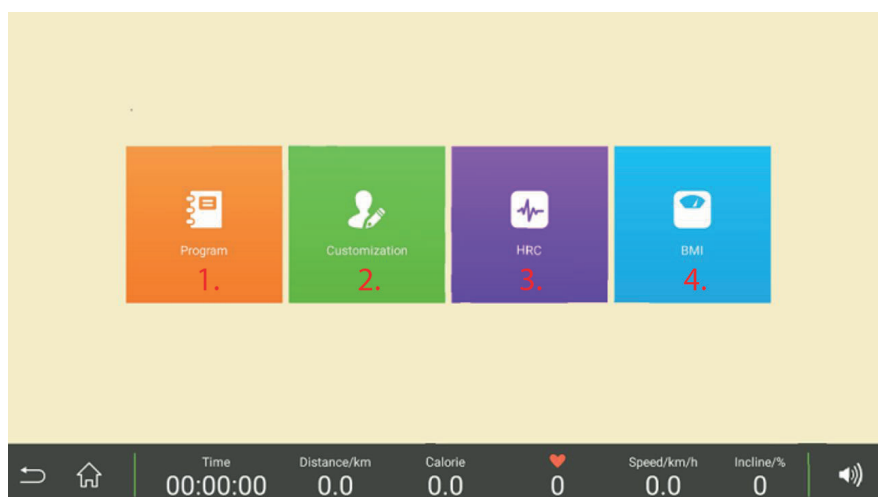 Program Customization HRC BMI
1. 2. 3. 4.
Time Distance/km Calorie Speed/km/h Incline/%
00:00:00 0.0 0.0 0 0.0 0